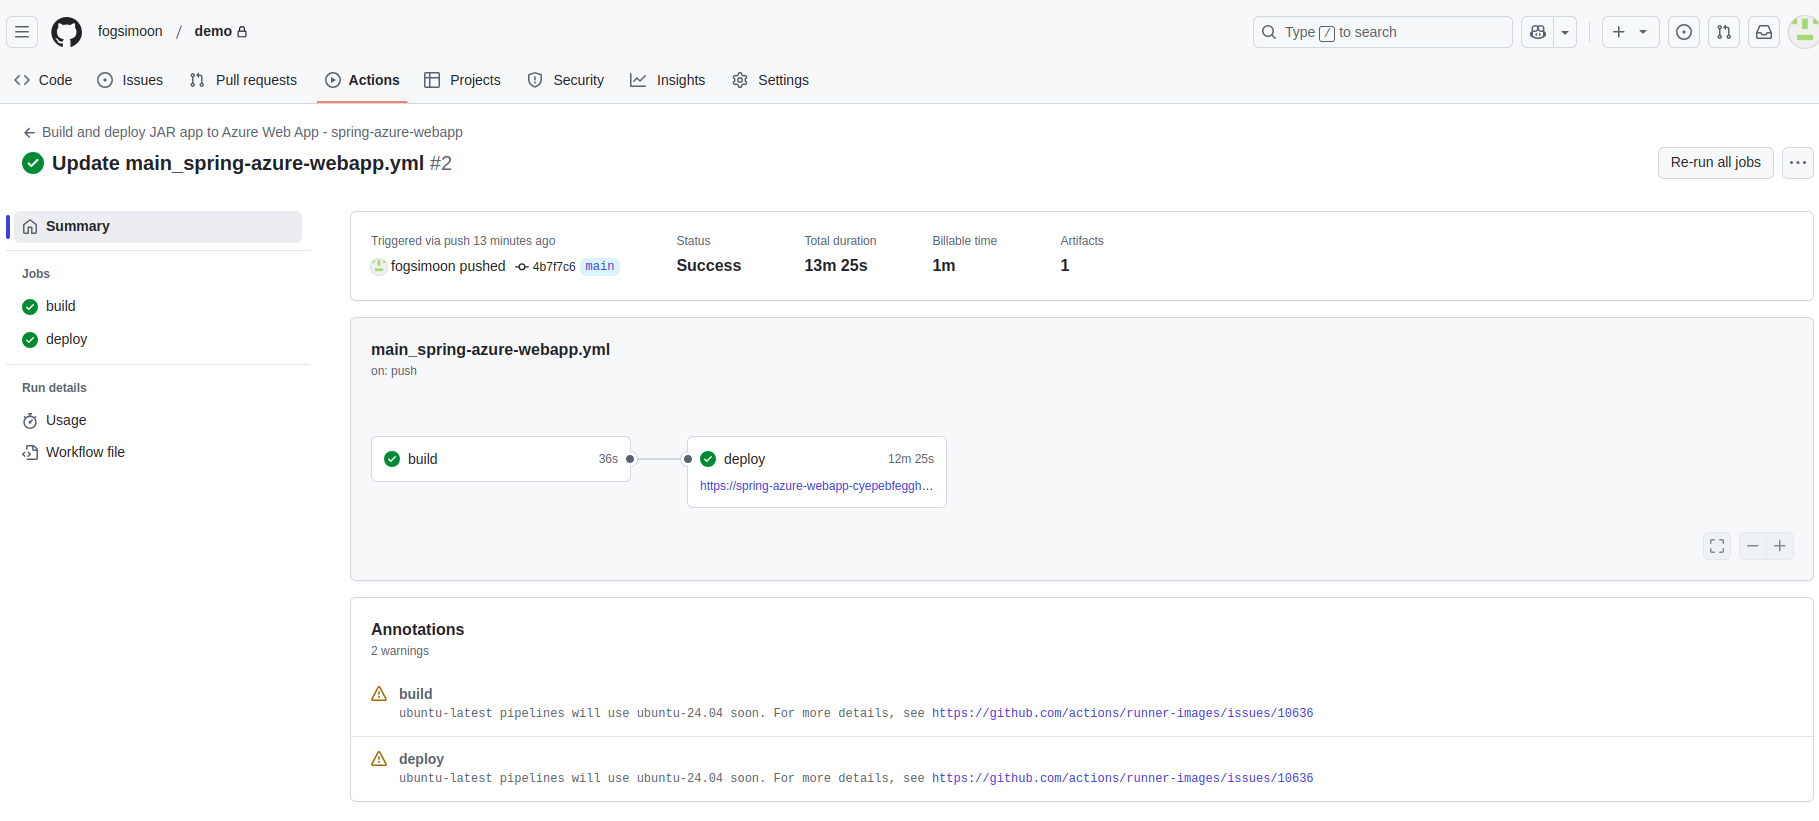 fogsimoon / demo
Type / to search
Code Issues Pull requests Actions Projects Security Insights Settings
Build and deploy JAR app to Azure Web App - spring-azure-webapp
Update main_spring-azure-webapp.yml #2
Re-run all jobs
Summary
Jobs
build
deploy
Run details
Usage
Workflow file
Triggered via push 13 minutes ago
fogsimoon pushed 4b7f7c6 main
Status
Success
Total duration
13m 25s
Billable time
1m
Artifacts
1
main_spring-azure-webapp.yml
on: push
build 36s
deploy 12m 25s
https://spring-azure-webapp-cyepebfeggh...
Annotations
2 warnings
build
ubuntu-latest pipelines will use ubuntu-24.04 soon. For more details, see https://github.com/actions/runner-images/issues/10636
deploy
ubuntu-latest pipelines will use ubuntu-24.04 soon. For more details, see https://github.com/actions/runner-images/issues/10636